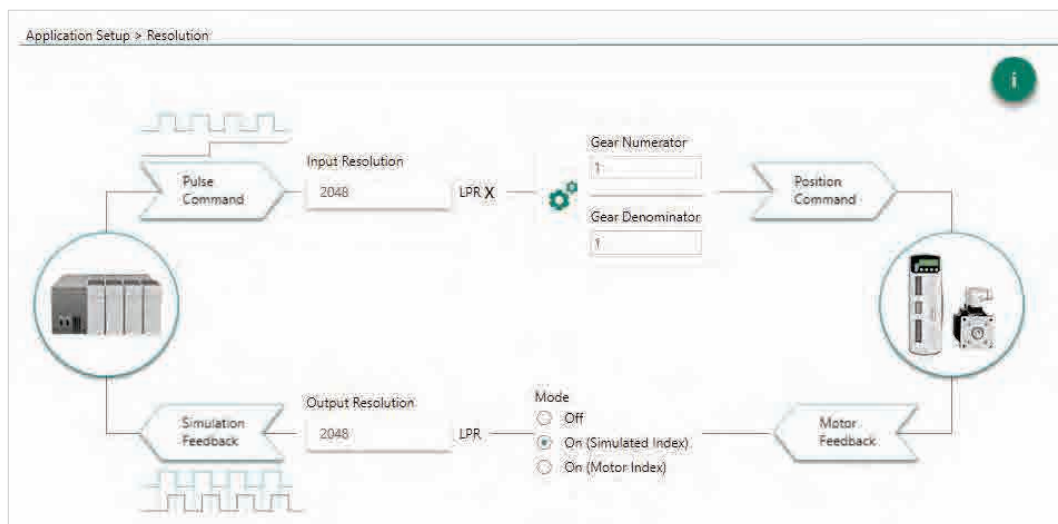 Application Setup > Resolution
i
Gear Numerator
1
Input Resolution
2048
LPR X
Pulse
Command
Position
Command
Gear Denominator
1
Output Resolution
2048
LPR
Mode
Off
On (Simulated Index)
On (Motor Index)
Simulation
Feedback
Motor
Feedback